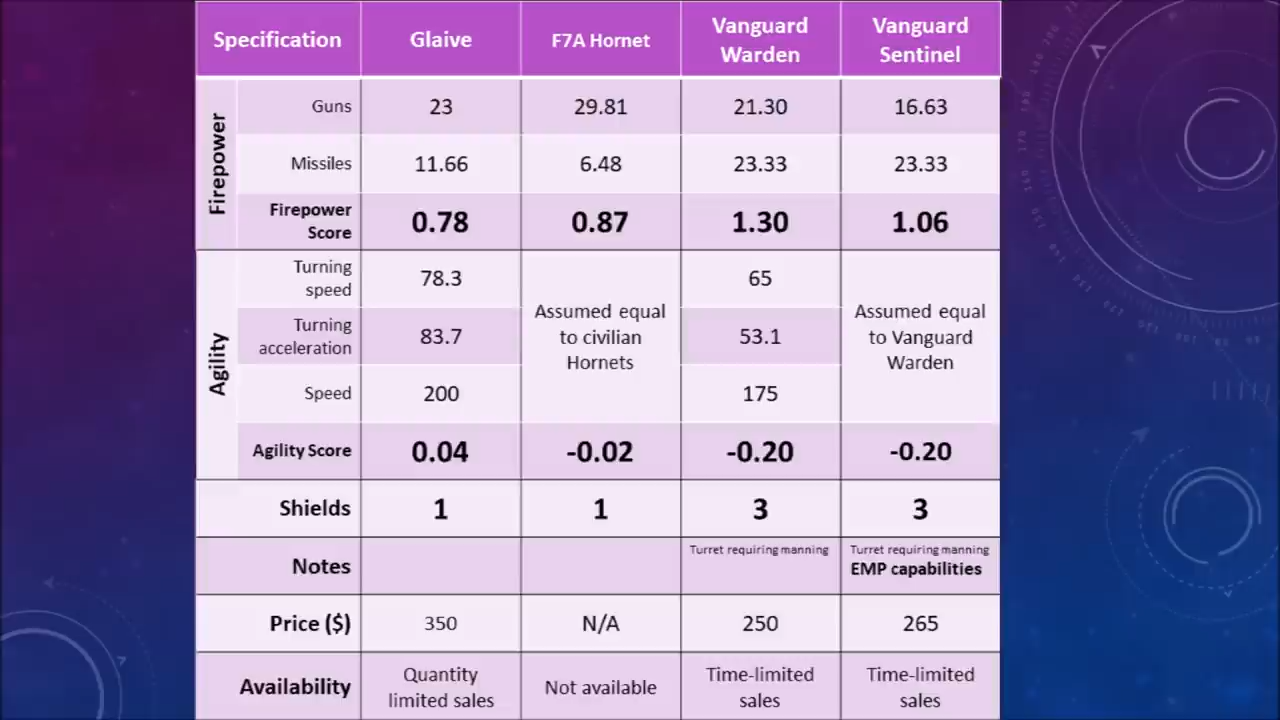 Specification Glaive F7A Hornet Vanguard Warden Vanguard Sentinel
Firepower
Guns 23 29.81 21.30 16.63
Missiles 11.66 6.48 23.33 23.33
Firepower Score 0.78 0.87 1.30 1.06
Agility
Turning speed 78.3 65
Turning acceleration 83.7 53.1
Speed 200 175
Assumed equal
to civilian
Hornets
Assumed equal
to Vanguard
Warden
Agility Score 0.04 -0.02 -0.20 -0.20
Shields 1 1 3 3
Notes
Turret requiring manning
Turret requiring manning
EMP capabilities
Price ($) 350 N/A 250 265
Availability Quantity limited sales Not available Time-limited sales Time-limited sales